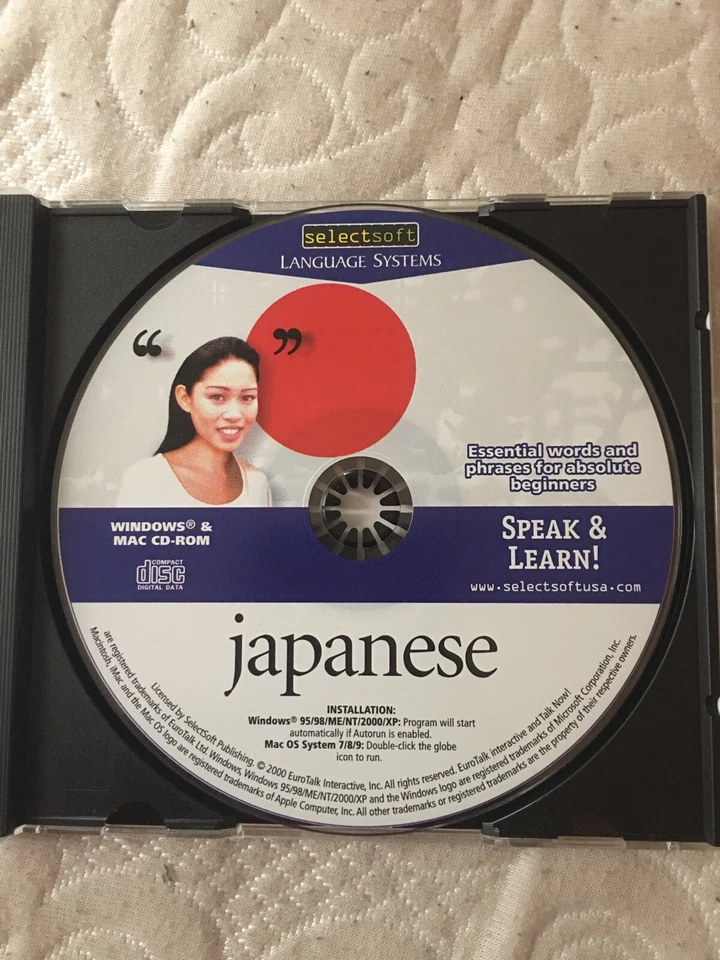 selectsoft
LANGUAGE SYSTEMS
“ ”
Essential words and
phrases for absolute
beginners
WINDOWS® &
MAC CD-ROM
COMPACT
disc
DIGITAL DATA
SPEAK &
LEARN!
www.selectsoftusa.com
japanese
INSTALLATION:
Windows® 95/98/ME/NT/2000/XP: Program will start
automatically if Autorun is enabled.
Mac OS System 7/8/9: Double-click the globe
icon to run.
Licensed by SelectSoft Publishing. © 2000 EuroTalk Interactive, Inc. All rights reserved. EuroTalk interactive and Talk Now!
are registered trademarks of EuroTalk Ltd. Windows, Windows 95/98/ME/NT/2000/XP and the Windows logo are registered trademarks of Microsoft Corporation, Inc.
Macintosh, iMac and the Mac OS logo are registered trademarks of Apple Computer, Inc. All other trademarks or registered trademarks are the property of their respective owners.